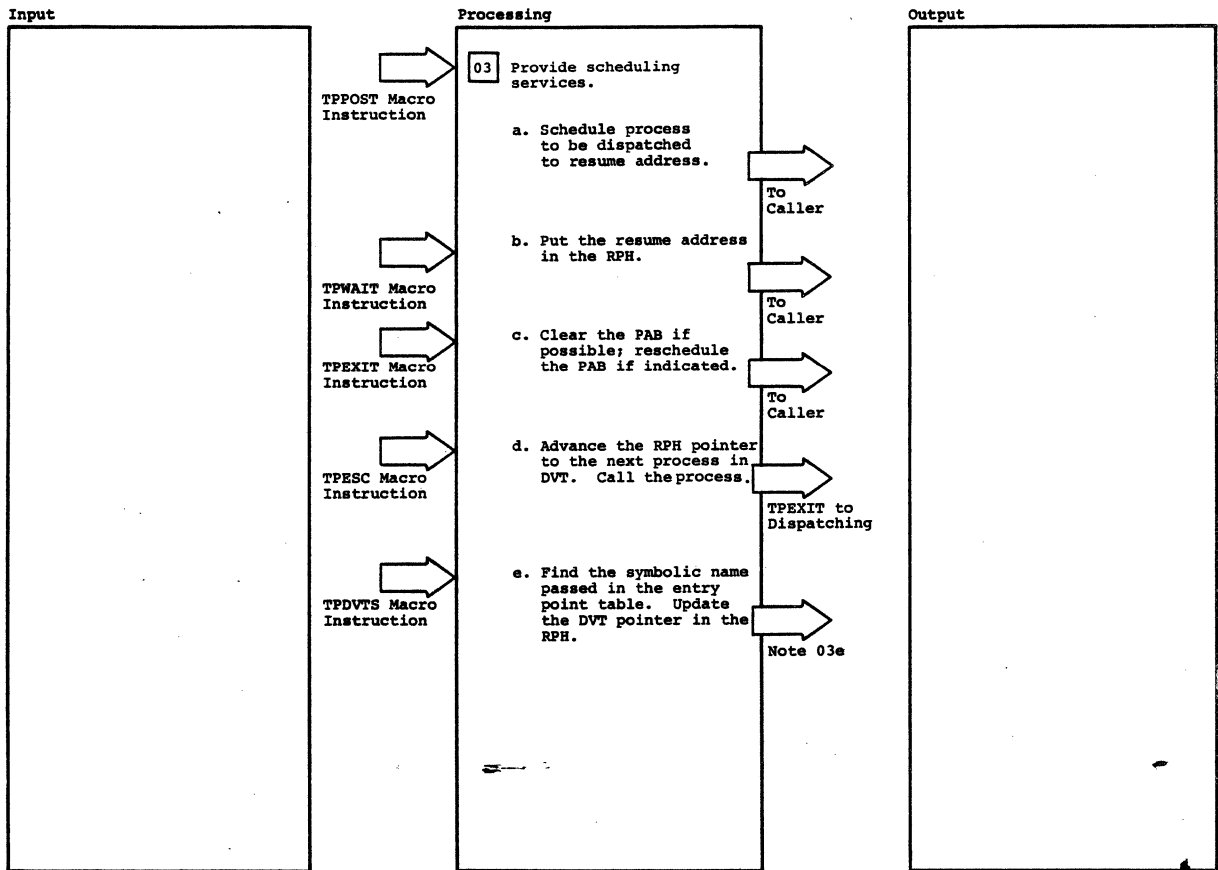 Input
Processing
Output
TPPOST Macro
Instruction
03 Provide scheduling
services.
a. Schedule process
to be dispatched
to resume address.
To
Caller
TPWAIT Macro
Instruction
b. Put the resume address
in the RPH.
To
Caller
TPEXIT Macro
Instruction
c. Clear the PAB if
possible; reschedule
the PAB if indicated.
To
Caller
TPESC Macro
Instruction
d. Advance the RPH pointer
to the next process in
DVT. Call the process.
TPEXIT to
Dispatching
TPDVTS Macro
Instruction
e. Find the symbolic name
passed in the entry
point table. Update
the DVT pointer in the
RPH.
Note 03e